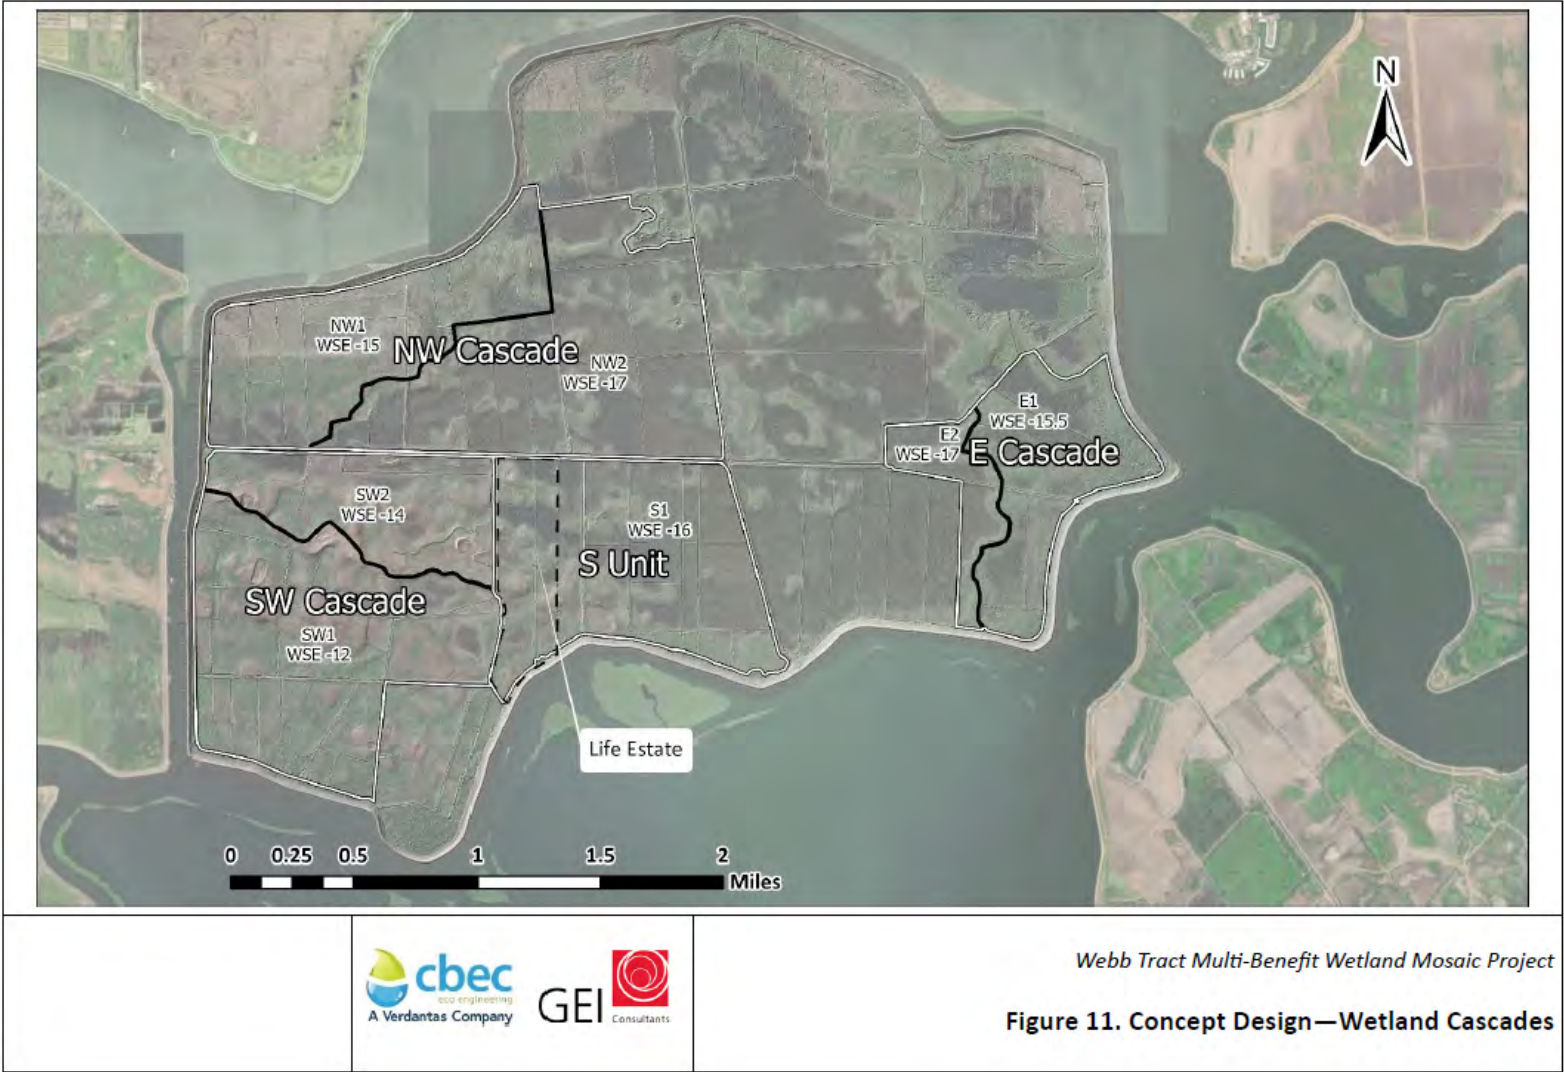 N
NW1
WSE -15
NW Cascade
NW2
WSE -17
E1
WSE -15.5
E2
WSE -17
E Cascade
SW2
WSE -14
S1
WSE -16
S Unit
SW Cascade
SW1
WSE -12
Life Estate
0 0.25 0.5 1 1.5 2
Miles
cbec
eco engineering
A Verdantas Company
GEI
Consultants
Webb Tract Multi-Benefit Wetland Mosaic Project
Figure 11. Concept Design—Wetland Cascades